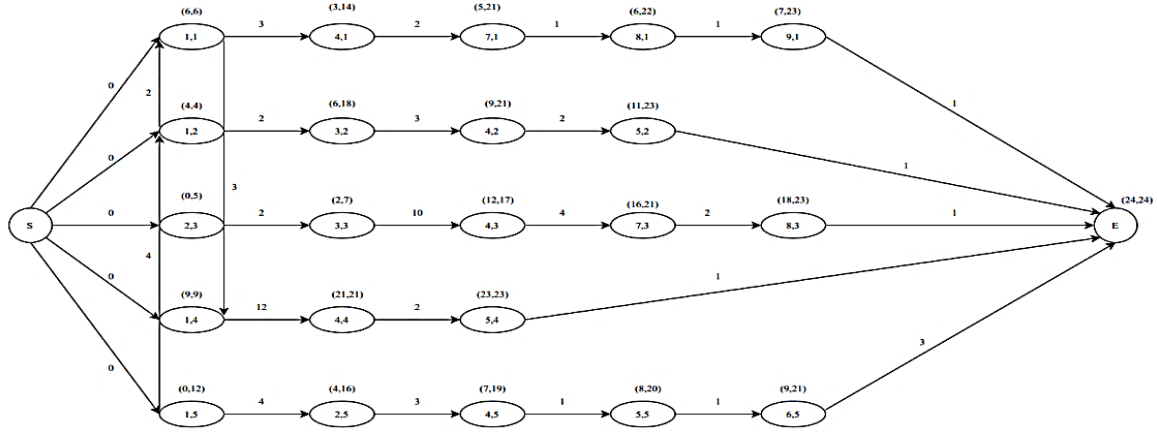 (6,6) 3 (3,14) 2 (5,21) 1 (6,22) 1 (7,23)
1,1 4,1 7,1 8,1 9,1
0 2 1
(4,4) 2 (6,18) 3 (9,21) 2 (11,23)
1,2 3,2 4,2 5,2
0 1
3
(0,5) 2 (2,7) 10 (12,17) 4 (16,21) 2 (18,23) 1 (24,24)
0
S 2,3 3,3 4,3 7,3 8,3 E
4
0 1
(9,9) 12 (21,21) 2 (23,23)
1,4 4,4 5,4
0 3
(0,12) 4 (4,16) 3 (7,19) 1 (8,20) 1 (9,21)
1,5 2,5 4,5 5,5 6,5